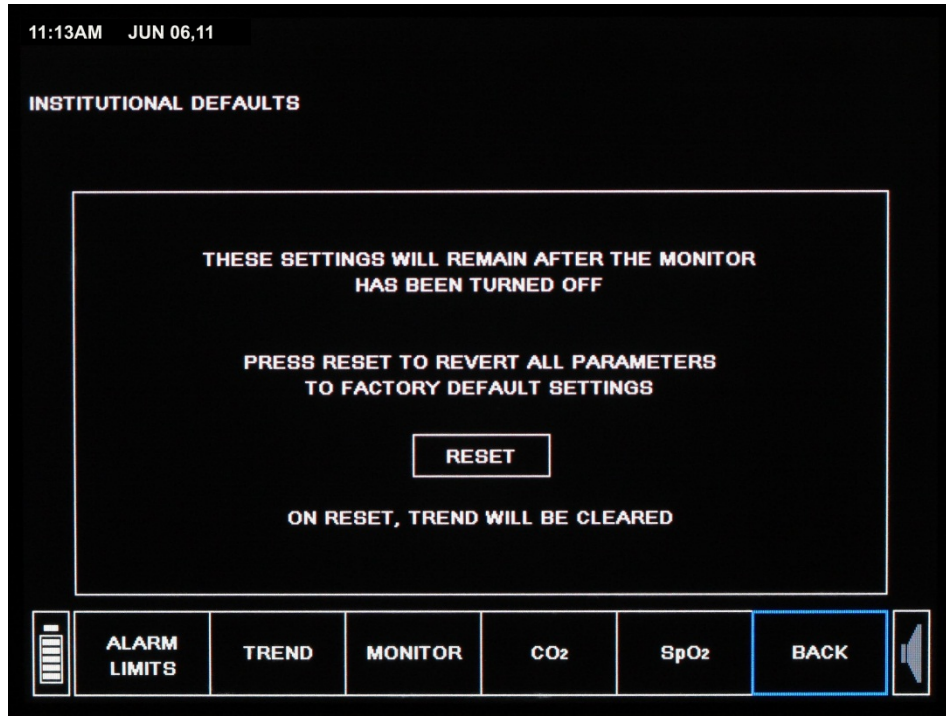 11:13AM JUN 06,11
INSTITUTIONAL DEFAULTS
THESE SETTINGS WILL REMAIN AFTER THE MONITOR
HAS BEEN TURNED OFF
PRESS RESET TO REVERT ALL PARAMETERS
TO FACTORY DEFAULT SETTINGS
RESET
ON RESET, TREND WILL BE CLEARED
ALARM
LIMITS
TREND
MONITOR
CO₂
SpO₂
BACK